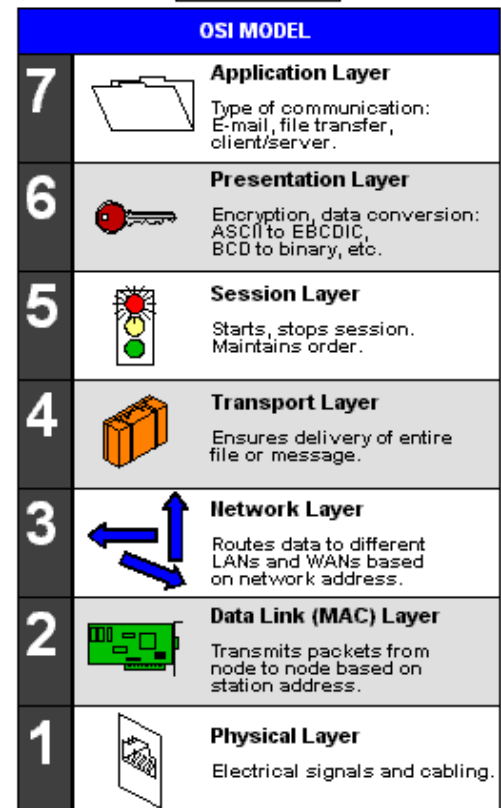 OSI MODEL
7
Application Layer
Type of communication:
E-mail, file transfer,
client/server.
6
Presentation Layer
Encryption, data conversion:
ASCII to EBCDIC,
BCD to binary, etc.
5
Session Layer
Starts, stops session.
Maintains order.
4
Transport Layer
Ensures delivery of entire
file or message.
3
Network Layer
Routes data to different
LANs and WANs based
on network address.
2
Data Link (MAC) Layer
Transmits packets from
node to node based on
station address.
1
Physical Layer
Electrical signals and cabling.